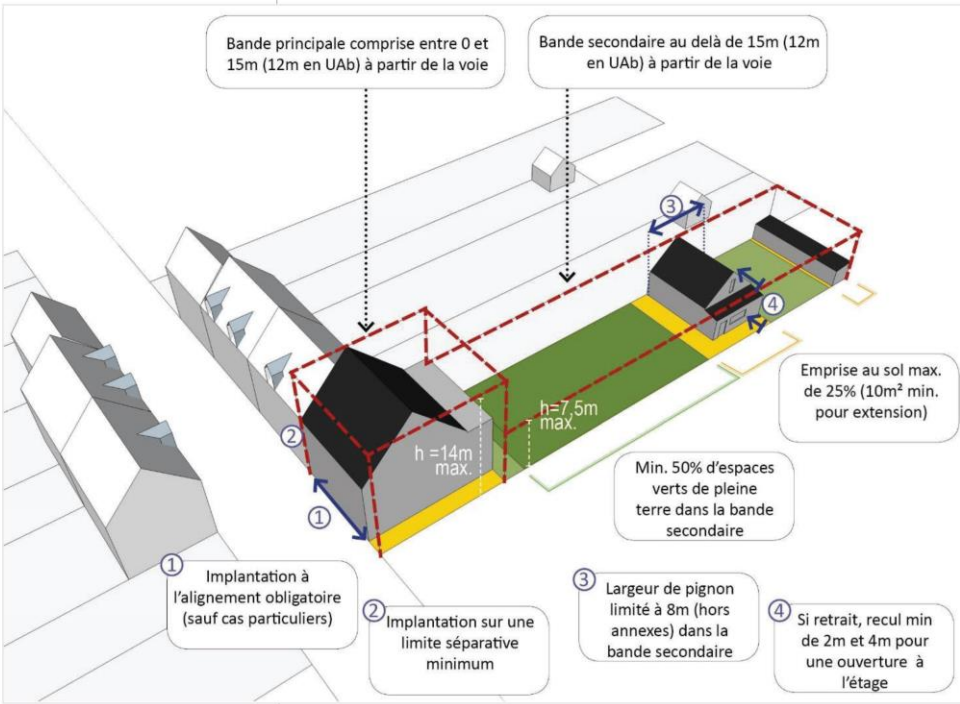 Bande principale comprise entre 0 et
15m (12m en UAb) à partir de la voie
Bande secondaire au delà de 15m (12m
en UAb) à partir de la voie
3
4
2
1
h=7,5m
max.
h =14m
max.
Emprise au sol max.
de 25% (10m² min.
pour extension)
Min. 50% d'espaces
verts de pleine
terre dans la bande
secondaire
1
Implantation à
l'alignement obligatoire
(sauf cas particuliers)
2
Implantation sur une
limite séparative
minimum
3
Largeur de pignon
limité à 8m (hors
annexes) dans la
bande secondaire
4
Si retrait, recul min
de 2m et 4m pour
une ouverture à
l'étage